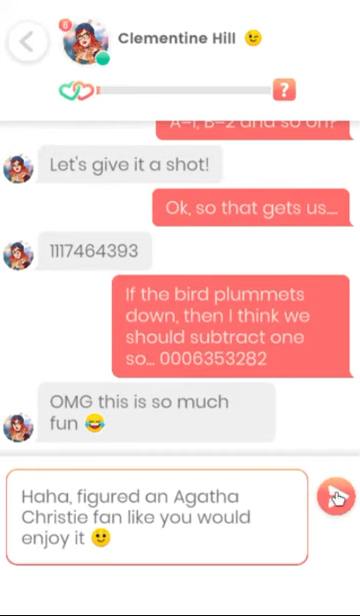 6
Clementine Hill 😉
?
A=1, B=2 and so on?
Let's give it a shot!
Ok, so that gets us...
1117464393
If the bird plummets
down, then I think we
should subtract one
so... 0006353282
OMG this is so much
fun 😂
Haha, figured an Agatha
Christie fan like you would
enjoy it 😉